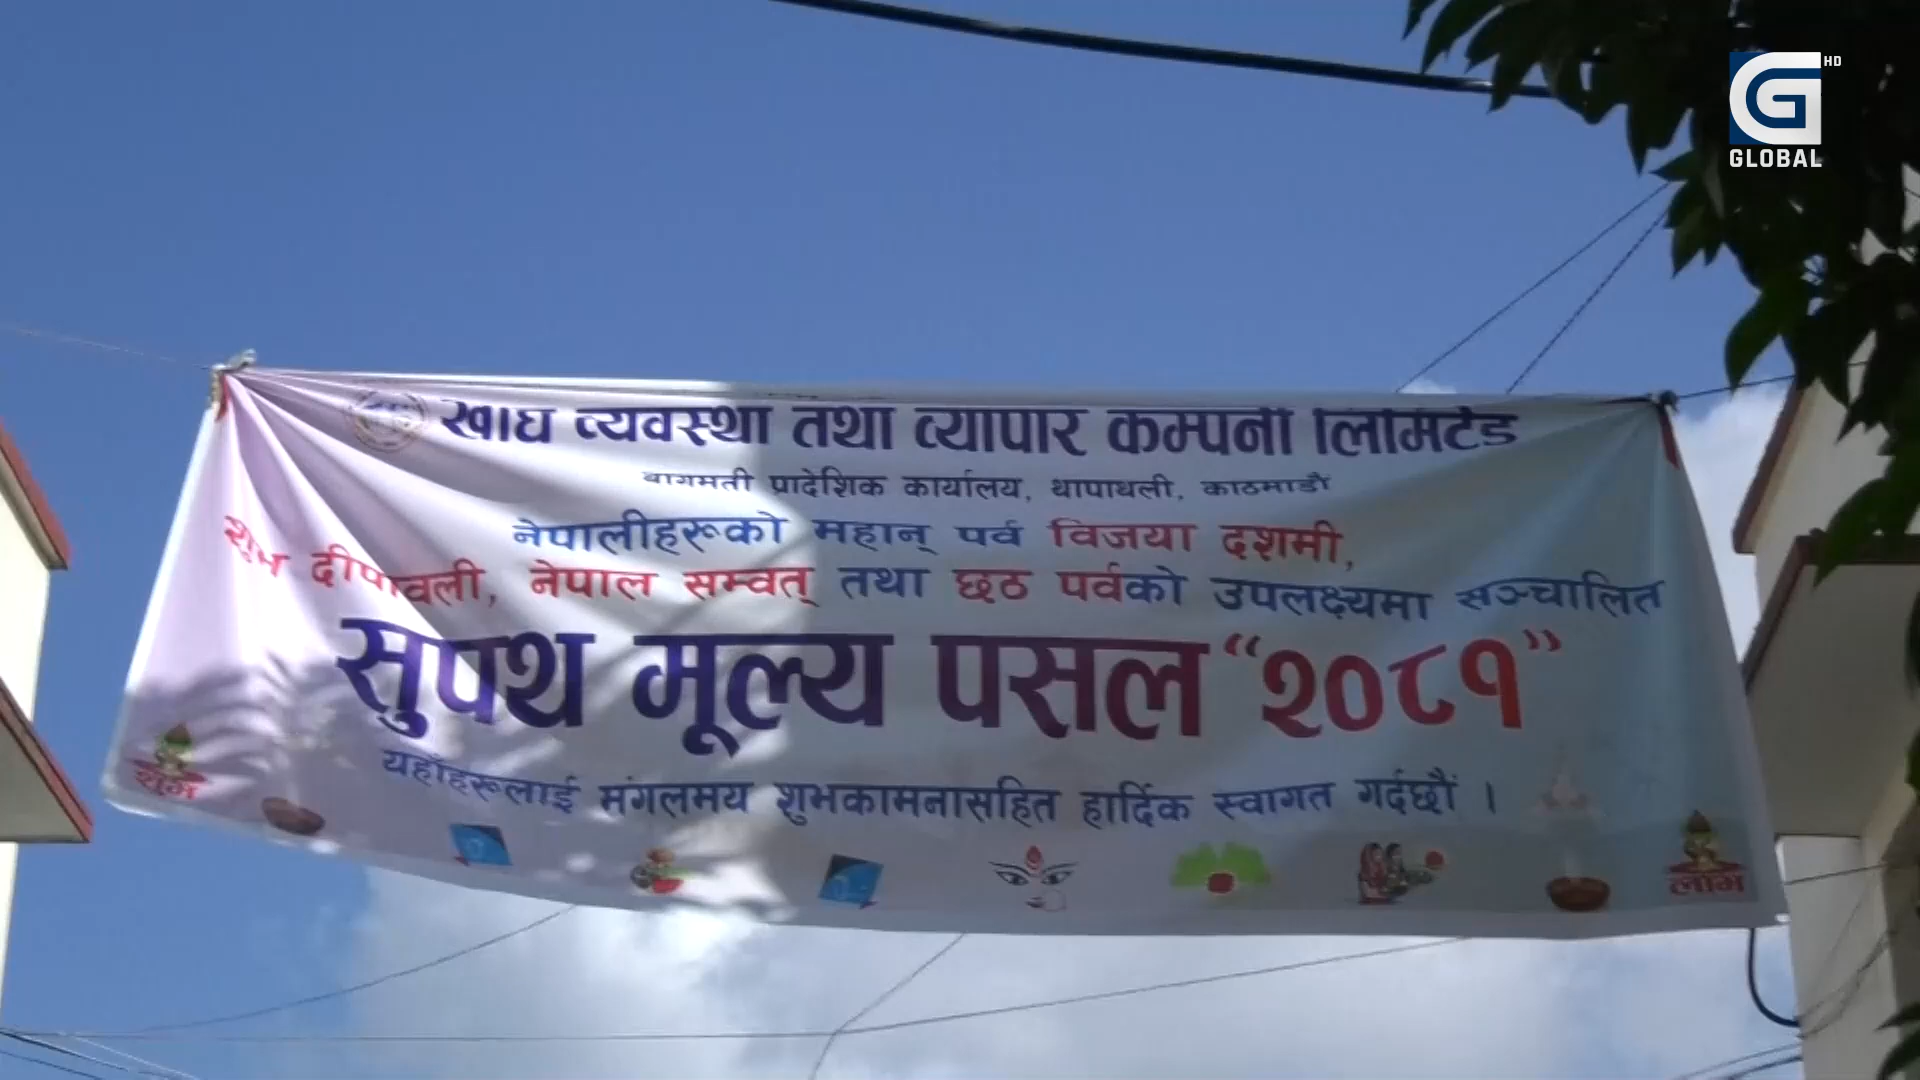 HD
GLOBAL
खाद्य व्यवस्था तथा व्यापार कम्पनी लिमिटेड
बागमती प्रादेशिक कार्यालय, थापाथली, काठमाडौं
नेपालीहरूको महान् पर्व विजया दशमी,
शुभ दीपावली, नेपाल सम्वत् तथा छठ पर्वको उपलक्ष्यमा सञ्चालित
सुपथ मूल्य पसल “२०८१”
यहाँहरूलाई मंगलमय शुभकामनासहित हार्दिक स्वागत गर्दछौं ।
शुभ
लाभ